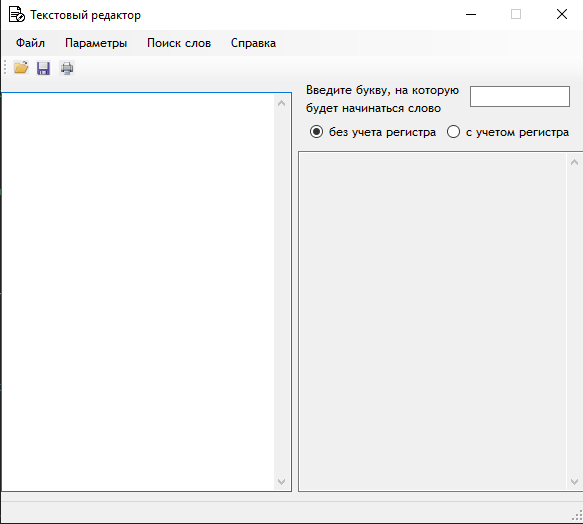 Текстовый редактор
Файл Параметры Поиск слов Справка
Введите букву, на которую
будет начинаться слово
без учета регистра с учетом регистра